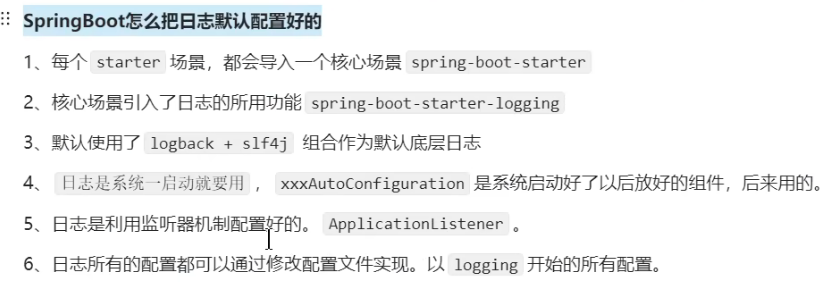 SpringBoot怎么把日志默认配置好的
1、每个 starter 场景，都会导入一个核心场景 spring-boot-starter
2、核心场景引入了日志的所用功能 spring-boot-starter-logging
3、默认使用了 logback + slf4j 组合作为默认底层日志
4、日志是系统一启动就要用，xxxAutoConfiguration 是系统启动好了以后放好的组件，后来用的。
5、日志是利用监听器机制配置好的。ApplicationListener。
6、日志所有的配置都可以通过修改配置文件实现。以 logging 开始的所有配置。